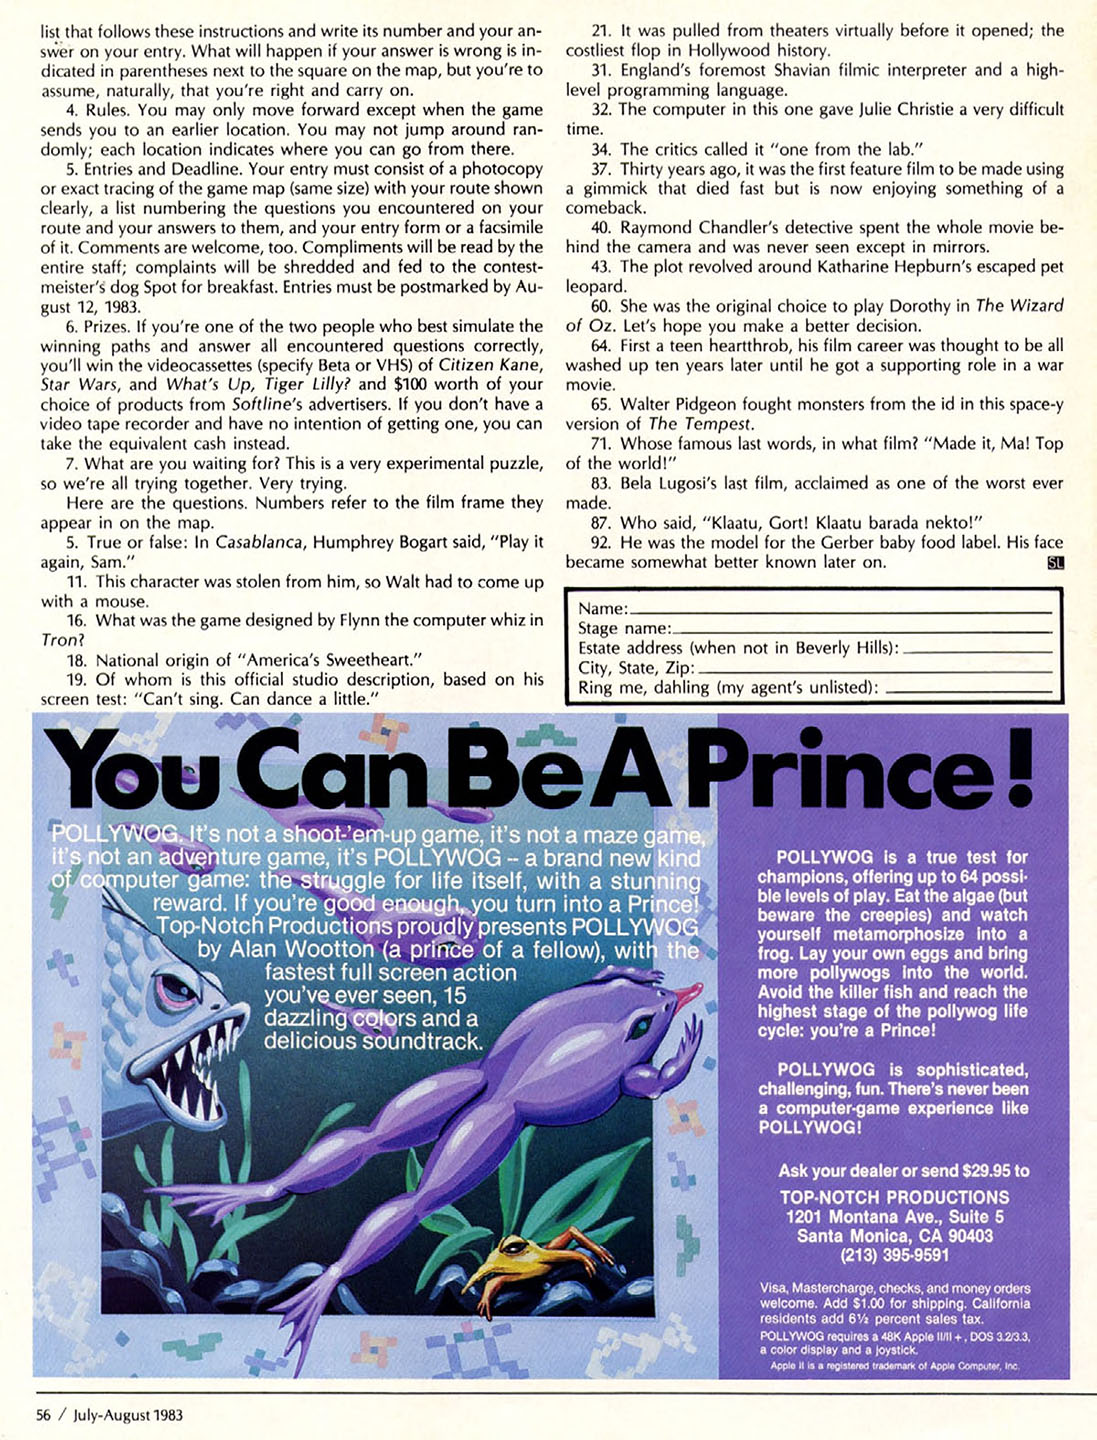 list that follows these instructions and write its number and your an-
swer on your entry. What will happen if your answer is wrong is in-
dicated in parentheses next to the square on the map, but you're to
assume, naturally, that you're right and carry on.
4. Rules. You may only move forward except when the game
sends you to an earlier location. You may not jump around ran-
domly; each location indicates where you can go from there.
5. Entries and Deadline. Your entry must consist of a photocopy
or exact tracing of the game map (same size) with your route shown
clearly, a list numbering the questions you encountered on your
route and your answers to them, and your entry form or a facsimile
of it. Comments are welcome, too. Compliments will be read by the
entire staff; complaints will be shredded and fed to the contest-
meister's dog Spot for breakfast. Entries must be postmarked by Au-
gust 12, 1983.
6. Prizes. If you're one of the two people who best simulate the
winning paths and answer all encountered questions correctly,
you'll win the videocassettes (specify Beta or VHS) of Citizen Kane,
Star Wars, and What's Up, Tiger Lilly? and $100 worth of your
choice of products from Softline's advertisers. If you don't have a
video tape recorder and have no intention of getting one, you can
take the equivalent cash instead.
7. What are you waiting for? This is a very experimental puzzle,
so we're all trying together. Very trying.
Here are the questions. Numbers refer to the film frame they
appear in on the map.
5. True or false: In Casablanca, Humphrey Bogart said, "Play it
again, Sam."
11. This character was stolen from him, so Walt had to come up
with a mouse.
16. What was the game designed by Flynn the computer whiz in
Tron?
18. National origin of "America's Sweetheart."
19. Of whom is this official studio description, based on his
screen test: "Can't sing. Can dance a little."
21. It was pulled from theaters virtually before it opened; the
costliest flop in Hollywood history.
31. England's foremost Shavian filmic interpreter and a high-
level programming language.
32. The computer in this one gave Julie Christie a very difficult
time.
34. The critics called it "one from the lab."
37. Thirty years ago, it was the first feature film to be made using
a gimmick that died fast but is now enjoying something of a
comeback.
40. Raymond Chandler's detective spent the whole movie be-
hind the camera and was never seen except in mirrors.
43. The plot revolved around Katharine Hepburn's escaped pet
leopard.
60. She was the original choice to play Dorothy in The Wizard
of Oz. Let's hope you make a better decision.
64. First a teen heartthrob, his film career was thought to be all
washed up ten years later until he got a supporting role in a war
movie.
65. Walter Pidgeon fought monsters from the id in this space-y
version of The Tempest.
71. Whose famous last words, in what film? "Made it, Ma! Top
of the world!"
83. Bela Lugosi's last film, acclaimed as one of the worst ever
made.
87. Who said, "Klaatu, Gort! Klaatu barada nekto!"
92. He was the model for the Gerber baby food label. His face
became somewhat better known later on. SL
Name:
Stage name:
Estate address (when not in Beverly Hills):
City, State, Zip:
Ring me, dahling (my agent's unlisted):
You Can Be A Prince!
POLLYWOG. It's not a shoot-'em-up game, it's not a maze game,
it's not an adventure game, it's POLLYWOG – a brand new kind
of computer game: the struggle for life itself, with a stunning
reward. If you're good enough, you turn into a Prince!
Top-Notch Productions proudly presents POLLYWOG
by Alan Wootton (a prince of a fellow), with the
fastest full screen action
you've ever seen, 15
dazzling colors and a
delicious soundtrack.
POLLYWOG is a true test for
champions, offering up to 64 possi-
ble levels of play. Eat the algae (but
beware the creepies) and watch
yourself metamorphosize into a
frog. Lay your own eggs and bring
more pollywogs into the world.
Avoid the killer fish and reach the
highest stage of the pollywog life
cycle: you're a Prince!
POLLYWOG is sophisticated,
challenging, fun. There's never been
a computer-game experience like
POLLYWOG!
Ask your dealer or send $29.95 to
TOP-NOTCH PRODUCTIONS
1201 Montana Ave., Suite 5
Santa Monica, CA 90403
(213) 395-9591
Visa, Mastercharge, checks, and money orders
welcome. Add $1.00 for shipping. California
residents add 6½ percent sales tax.
POLLYWOG requires a 48K Apple II/II+, DOS 3.2/3.3,
a color display and a joystick.
Apple II is a registered trademark of Apple Computer, Inc.
56 / July-August 1983